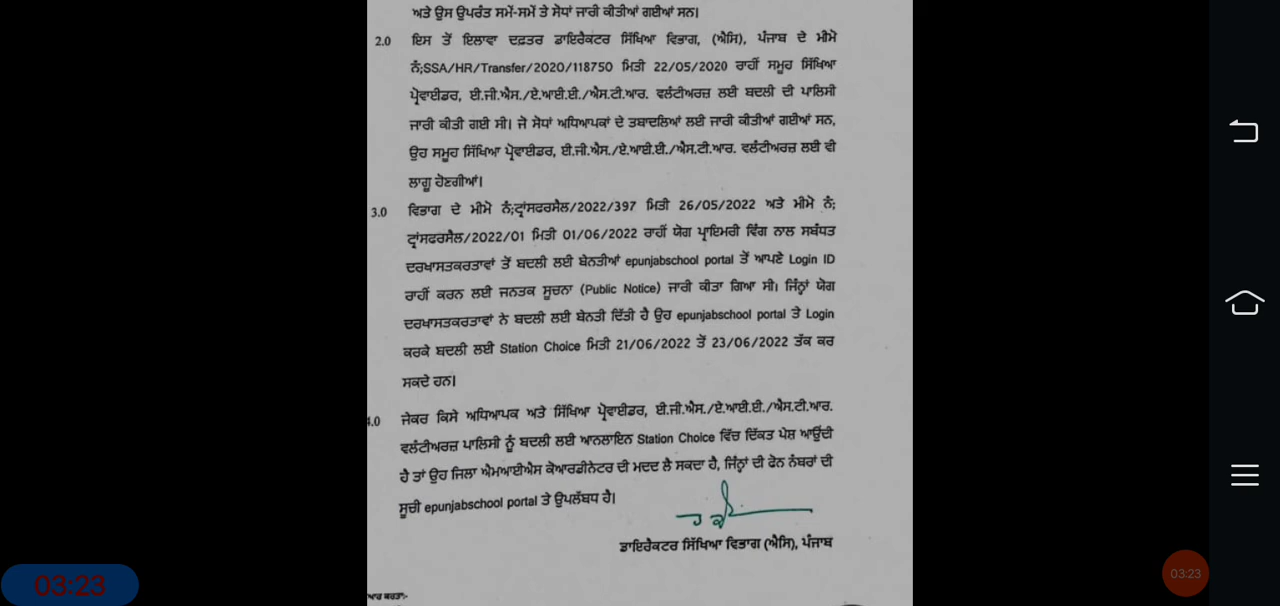 ਅਤੇ ਉਸ ਉਪਰੰਤ ਸਮੇਂ-ਸਮੇਂ ਤੇ ਸੋਧਾਂ ਜਾਰੀ ਕੀਤੀਆਂ ਗਈਆਂ ਸਨ।
2.0 ਇਸ ਤੋਂ ਇਲਾਵਾ ਦਫ਼ਤਰ ਡਾਇਰੈਕਟਰ ਸਿੱਖਿਆ ਵਿਭਾਗ, (ਐਸਿ), ਪੰਜਾਬ ਦੇ ਮੀਮੋ
ਨੰ;SSA/HR/Transfer/2020/118750 ਮਿਤੀ 22/05/2020 ਰਾਹੀਂ ਸਮੂਹ ਸਿੱਖਿਆ
ਪ੍ਰੋਵਾਈਡਰ, ਈ.ਜੀ.ਐਸ./ਏ.ਆਈ.ਈ./ਐਸ.ਟੀ.ਆਰ. ਵਲੰਟੀਅਰਜ਼ ਲਈ ਬਦਲੀ ਦੀ ਪਾਲਿਸੀ
ਜਾਰੀ ਕੀਤੀ ਗਈ ਸੀ। ਜੋ ਸੋਧਾਂ ਅਧਿਆਪਕਾਂ ਦੇ ਤਬਾਦਲਿਆਂ ਲਈ ਜਾਰੀ ਕੀਤੀਆਂ ਗਈਆਂ ਸਨ,
ਉਹ ਸਮੂਹ ਸਿੱਖਿਆ ਪ੍ਰੋਵਾਈਡਰ, ਈ.ਜੀ.ਐਸ./ਏ.ਆਈ.ਈ./ਐਸ.ਟੀ.ਆਰ. ਵਲੰਟੀਅਰਜ਼ ਲਈ ਵੀ
ਲਾਗੂ ਹੋਣਗੀਆਂ।
3.0 ਵਿਭਾਗ ਦੇ ਮੀਮੋ ਨੰ;ਟ੍ਰਾਂਸਫਰਸੈਲ/2022/397 ਮਿਤੀ 26/05/2022 ਅਤੇ ਮੀਮੋ ਨੰ;
ਟ੍ਰਾਂਸਫਰਸੈਲ/2022/01 ਮਿਤੀ 01/06/2022 ਰਾਹੀਂ ਯੋਗ ਪ੍ਰਾਇਮਰੀ ਵਿੰਗ ਨਾਲ ਸਬੰਧਤ
ਦਰਖਾਸਤਕਰਤਾਵਾਂ ਤੋਂ ਬਦਲੀ ਲਈ ਬੇਨਤੀਆਂ epunjabschool portal ਤੋਂ ਆਪਣੇ Login ID
ਰਾਹੀਂ ਕਰਨ ਲਈ ਜਨਤਕ ਸੂਚਨਾ (Public Notice) ਜਾਰੀ ਕੀਤਾ ਗਿਆ ਸੀ। ਜਿੰਨ੍ਹਾਂ ਯੋਗ
ਦਰਖਾਸਤਕਰਤਾਵਾਂ ਨੇ ਬਦਲੀ ਲਈ ਬੇਨਤੀ ਦਿੱਤੀ ਹੈ ਉਹ epunjabschool portal ਤੇ Login
ਕਰਕੇ ਬਦਲੀ ਲਈ Station Choice ਮਿਤੀ 21/06/2022 ਤੋਂ 23/06/2022 ਤੱਕ ਕਰ
ਸਕਦੇ ਹਨ।
4.0 ਜੇਕਰ ਕਿਸੇ ਅਧਿਆਪਕ ਅਤੇ ਸਿੱਖਿਆ ਪ੍ਰੋਵਾਈਡਰ, ਈ.ਜੀ.ਐਸ./ਏ.ਆਈ.ਈ./ਐਸ.ਟੀ.ਆਰ.
ਵਲੰਟੀਅਰਜ਼ ਪਾਲਿਸੀ ਨੂੰ ਬਦਲੀ ਲਈ ਆਨਲਾਇਨ Station Choice ਵਿੱਚ ਦਿੱਕਤ ਪੇਸ਼ ਆਉਂਦੀ
ਹੈ ਤਾਂ ਉਹ ਜਿਲਾ ਐਮਆਈਐਸ ਕੋਆਰਡੀਨੇਟਰ ਦੀ ਮਦਦ ਲੈ ਸਕਦਾ ਹੈ, ਜਿੰਨ੍ਹਾਂ ਦੀ ਫੋਨ ਨੰਬਰਾਂ ਦੀ
ਸੂਚੀ epunjabschool portal ਤੇ ਉਪਲੱਬਧ ਹੈ।
ਡਾਇਰੈਕਟਰ ਸਿੱਖਿਆ ਵਿਭਾਗ (ਐਸਿ), ਪੰਜਾਬ
03:23
03:23